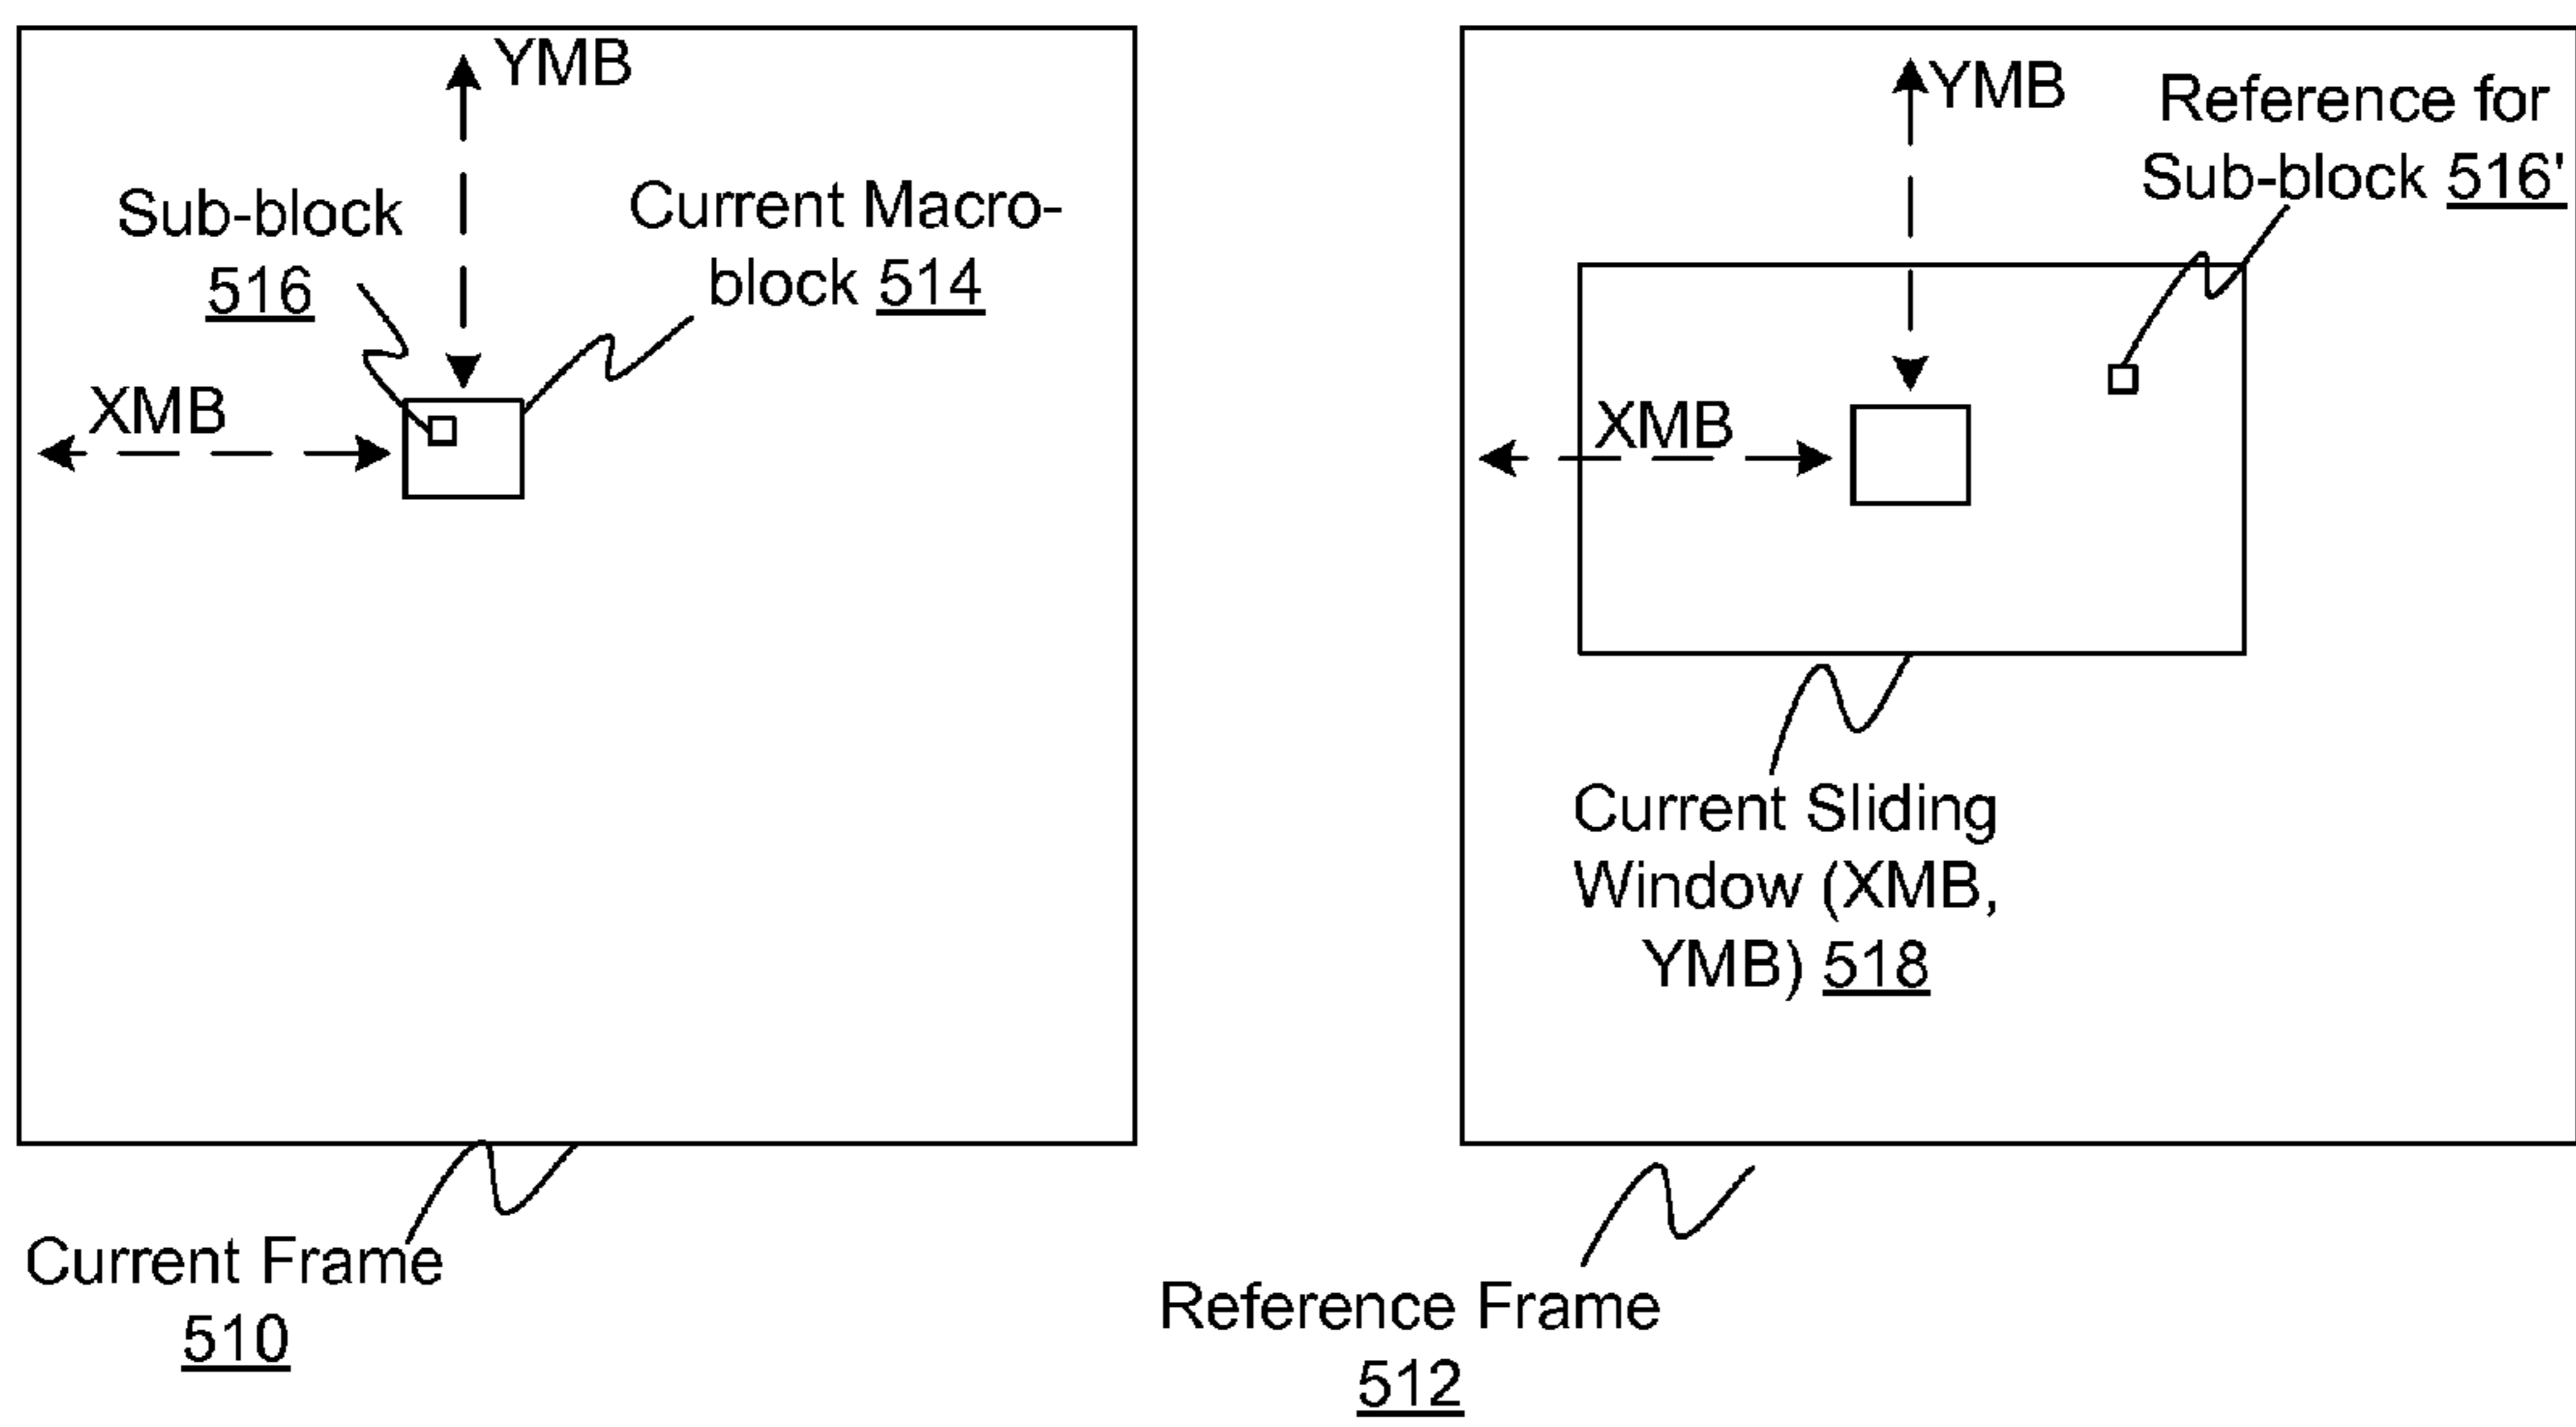 YMB
Sub-block
516
Current Macro-
block 514
XMB
Current Frame
510
YMB
Reference for
Sub-block 516'
XMB
Current Sliding
Window (XMB,
YMB) 518
Reference Frame
512